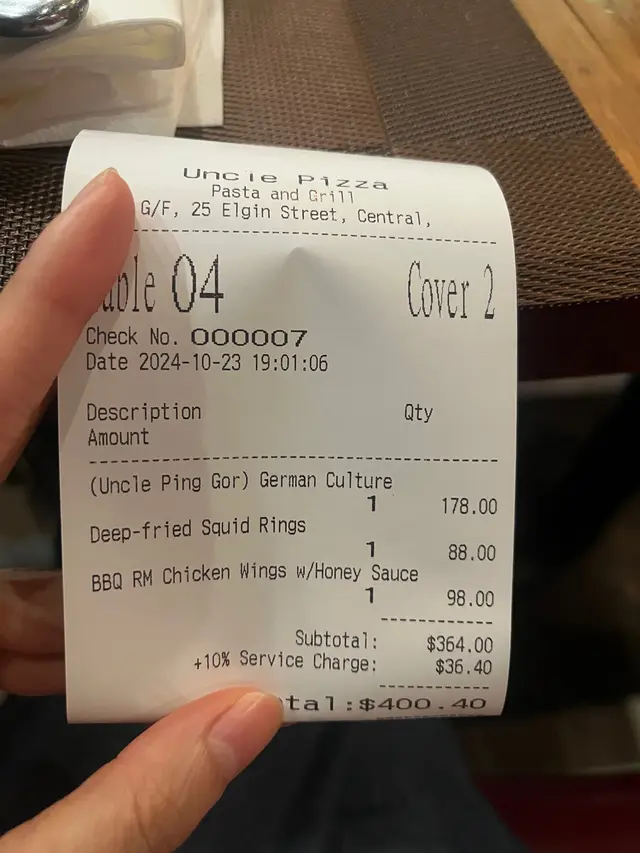 Uncle Pizza
Pasta and Grill
G/F, 25 Elgin Street, Central,
04 Cover 2
Check No. 000007
Date 2024-10-23 19:01:06
Description Qty
Amount
(Uncle Ping Gor) German Culture
1 178.00
Deep-fried Squid Rings
1 88.00
BBQ RM Chicken Wings w/Honey Sauce
1 98.00
Subtotal: $364.00
+10% Service Charge: $36.40
tal:$400.40